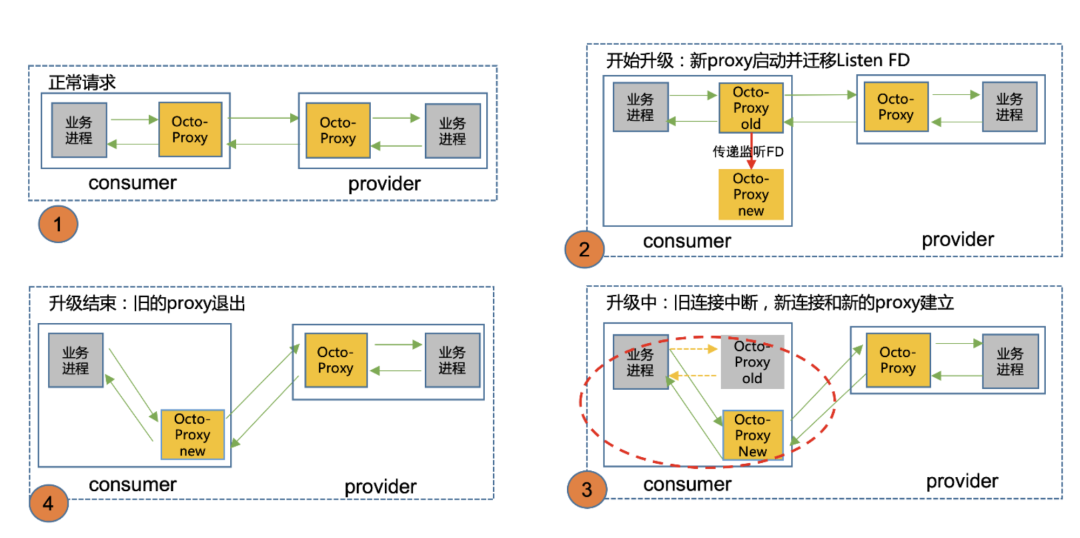 正常请求
业务
进程
Octo-
Proxy
Octo-
Proxy
业务
进程
consumer
provider
1
开始升级：新proxy启动并迁移Listen FD
业务
进程
Octo-
Proxy
old
Octo-
Proxy
业务
进程
传递监听FD
Octo-
Proxy
new
consumer
provider
2
升级中：旧连接中断，新连接和新的proxy建立
业务
进程
Octo-
Proxy
old
Octo-
Proxy
业务
进程
Octo-
Proxy
New
consumer
provider
3
升级结束：旧的proxy退出
业务
进程
Octo-
Proxy
业务
进程
Octo-
Proxy
new
consumer
provider
4